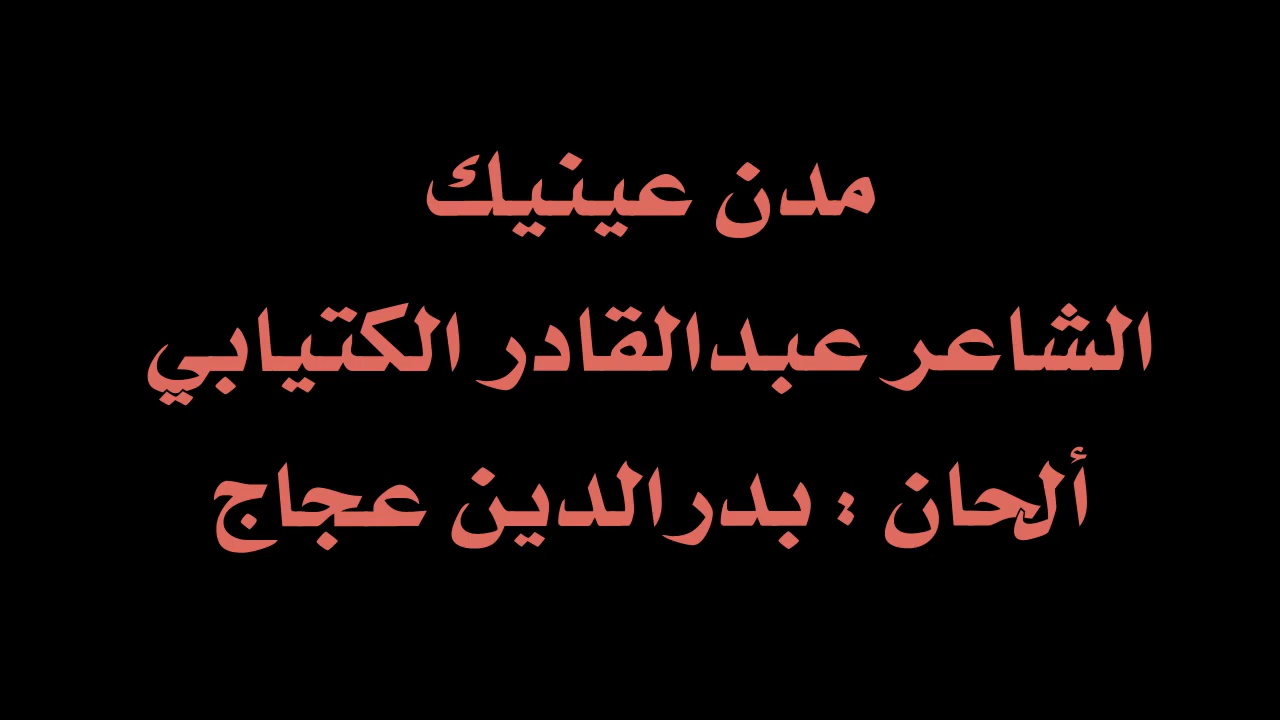 مدن عينيك
الشاعر عبدالقادر الكتيابي
ألحان : بدرالدين عجاج